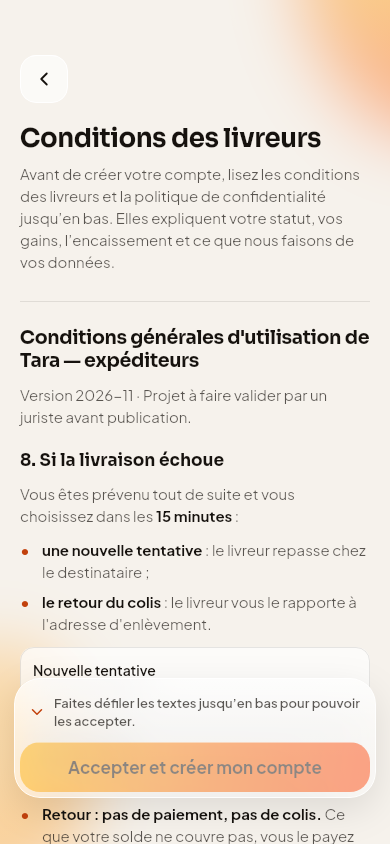 Conditions des livreurs
Avant de créer votre compte, lisez les conditions
des livreurs et la politique de confidentialité
jusqu'en bas. Elles expliquent votre statut, vos
gains, l'encaissement et ce que nous faisons de
vos données.
Conditions générales d'utilisation de
Tara — expéditeurs
Version 2026–11 · Projet à faire valider par un
juriste avant publication.
8. Si la livraison échoue
Vous êtes prévenu tout de suite et vous
choisissez dans les 15 minutes :
• une nouvelle tentative : le livreur repasse chez
le destinataire ;
• le retour du colis : le livreur vous le rapporte à
l'adresse d'enlèvement.
Nouvelle tentative
Faites défiler les textes jusqu'en bas pour pouvoir
les accepter.
Accepter et créer mon compte
• Retour : pas de paiement, pas de colis. Ce
que votre solde ne couvre pas, vous le payez